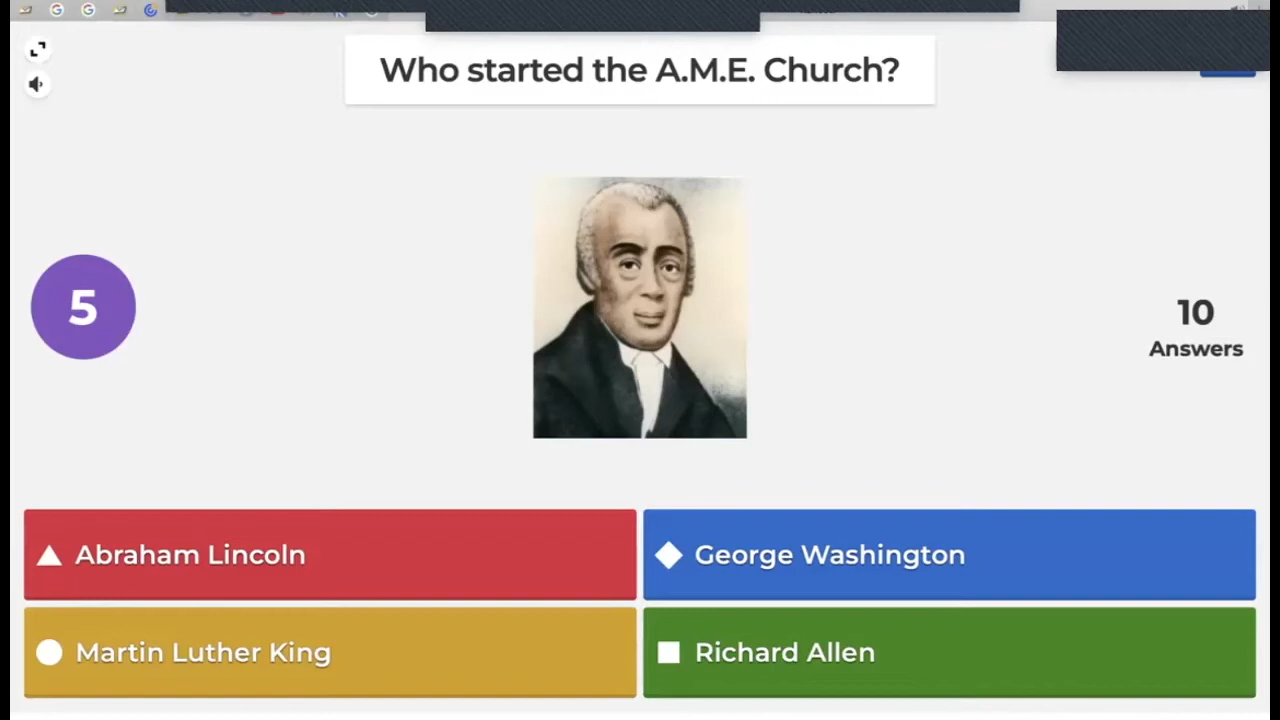 Who started the A.M.E. Church?
5
10
Answers
Abraham Lincoln
George Washington
Martin Luther King
Richard Allen